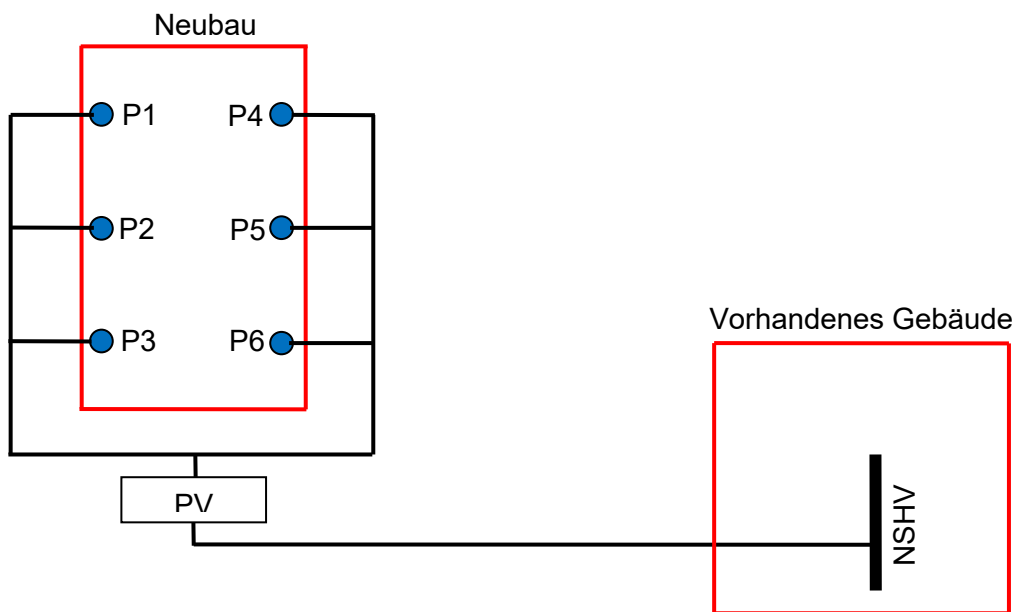 Neubau
P1
P4
P2
P5
P3
P6
Vorhandenes Gebäude
PV
NSHV